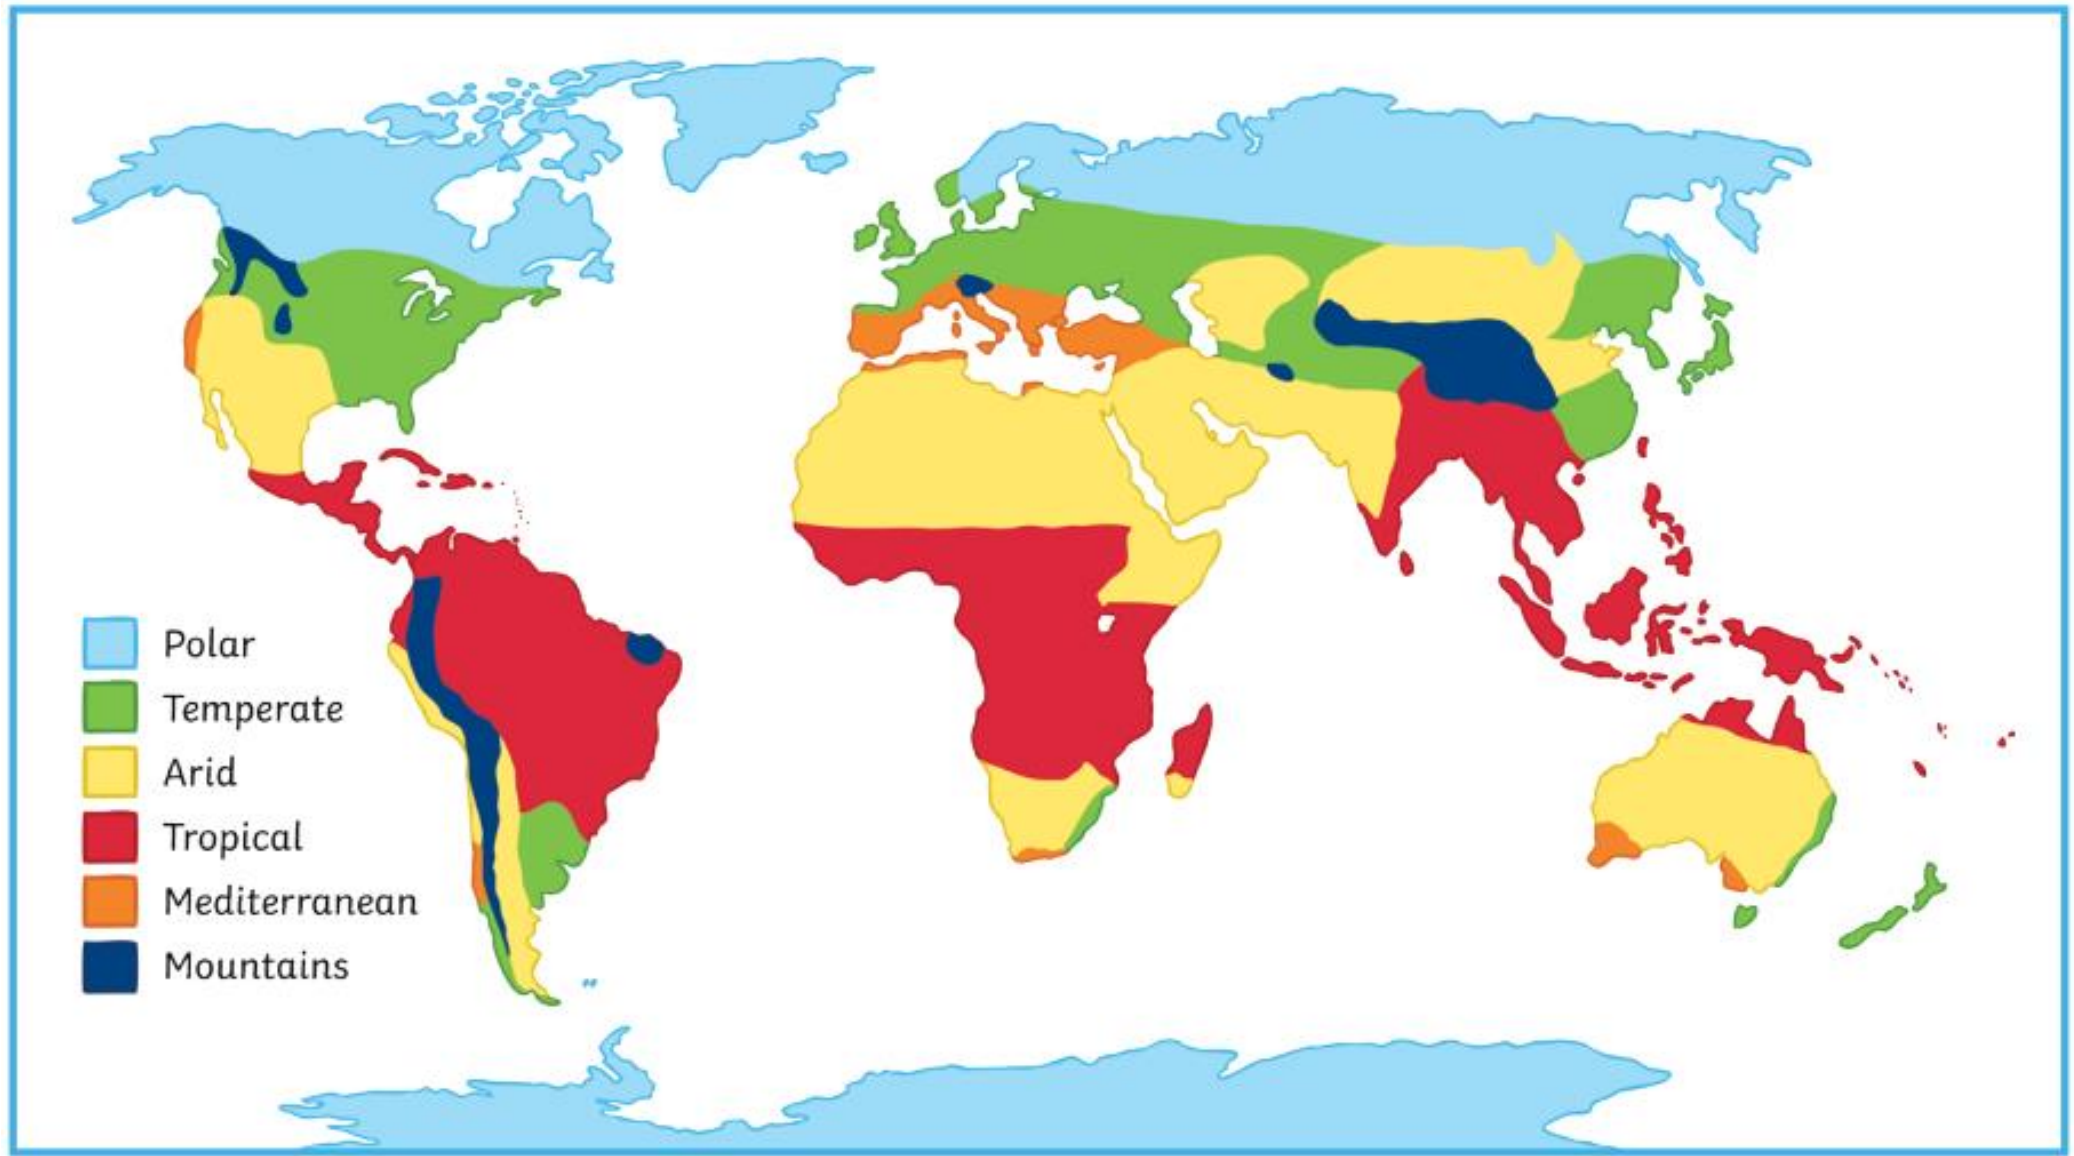 Polar
Temperate
Arid
Tropical
Mediterranean
Mountains